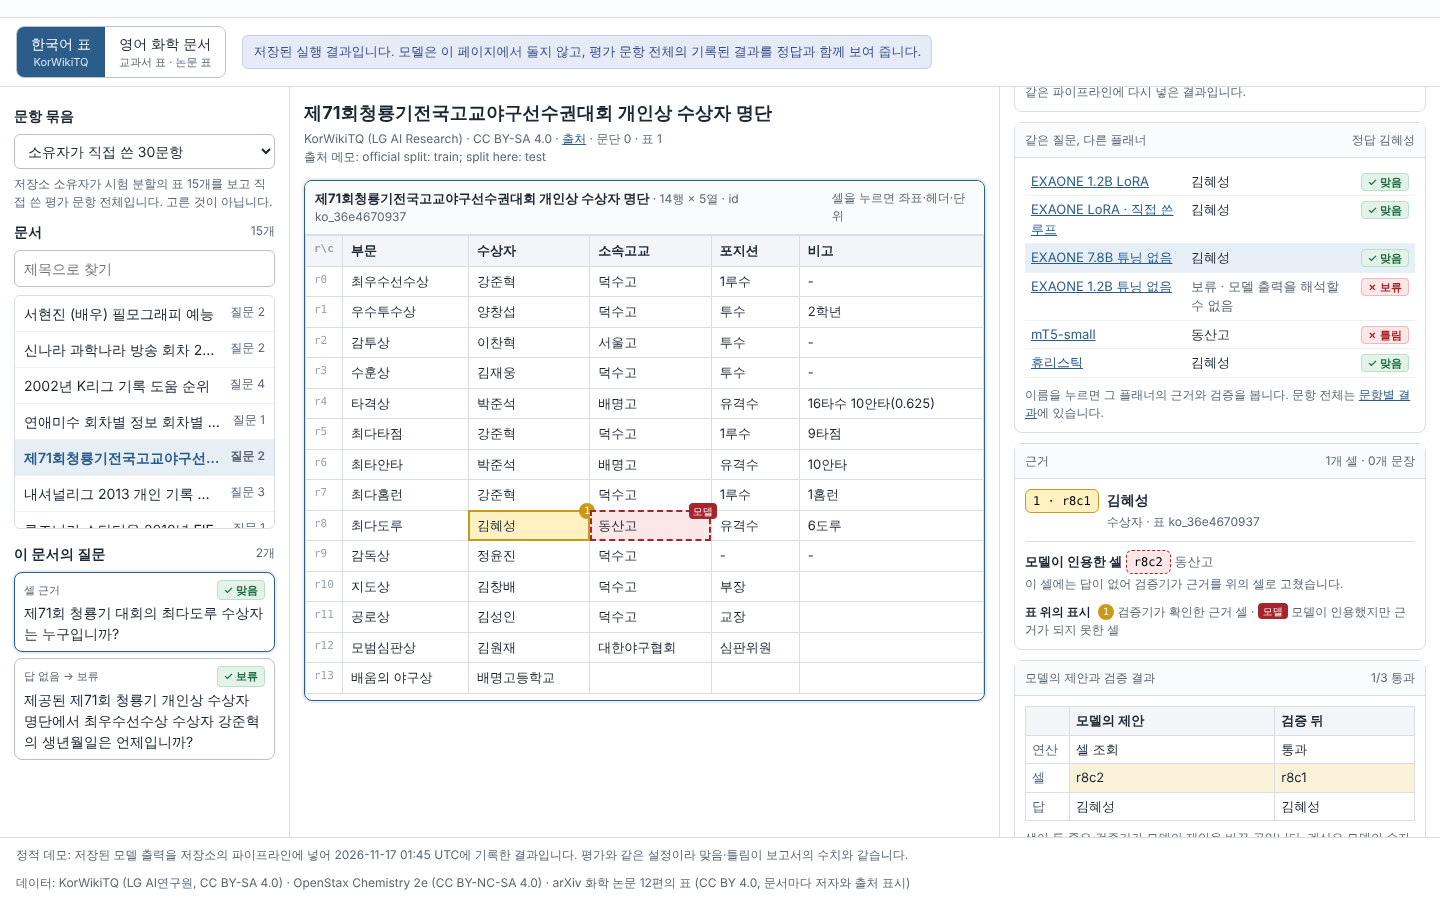 한국어 표
KorWikiTQ
영어 화학 문서
교과서 표 · 논문 표
저장된 실행 결과입니다. 모델은 이 페이지에서 돌지 않고, 평가 문항 전체의 기록된 결과를 정답과 함께 보여 줍니다.
문항 묶음
소유자가 직접 쓴 30문항
저장소 소유자가 시험 분할의 표 15개를 보고 직
접 쓴 평가 문항 전체입니다. 고른 것이 아닙니다.
문서 15개
제목으로 찾기
서현진 (배우) 필모그래피 예능 질문 2
신나라 과학나라 방송 회차 2... 질문 2
2002년 K리그 기록 도움 순위 질문 4
연애미수 회차별 정보 회차별 ... 질문 1
제71회청룡기전국고교야구선... 질문 2
내셔널리그 2013 개인 기록 ... 질문 3
이 문서의 질문 2개
셀 근거 ✓ 맞음
제71회 청룡기 대회의 최다도루 수상자
는 누구입니까?
답 없음 → 보류 ✓ 보류
제공된 제71회 청룡기 개인상 수상자
명단에서 최우수선수상 수상자 강준혁
의 생년월일은 언제입니까?
제71회청룡기전국고교야구선수권대회 개인상 수상자 명단
KorWikiTQ (LG AI Research) · CC BY-SA 4.0 · 출처 · 문단 0 · 표 1
출처 메모: official split: train; split here: test
제71회청룡기전국고교야구선수권대회 개인상 수상자 명단 · 14행 × 5열 · id
ko_36e4670937
셀을 누르면 좌표·헤더·단
위
r\c 부문 수상자 소속고교 포지션 비고
r0 최우수선수상 강준혁 덕수고 1루수 -
r1 우수투수상 양창섭 덕수고 투수 2학년
r2 감투상 이찬혁 서울고 투수 -
r3 수훈상 김재웅 덕수고 투수 -
r4 타격상 박준석 배명고 유격수 16타수 10안타(0.625)
r5 최다타점 강준혁 덕수고 1루수 9타점
r6 최타안타 박준석 배명고 유격수 10안타
r7 최다홈런 강준혁 덕수고 1루수 1홈런
r8 최다도루 김혜성 1 동산고 모델 유격수 6도루
r9 감독상 정윤진 덕수고 - -
r10 지도상 김창배 덕수고 부장
r11 공로상 김성인 덕수고 교장
r12 모범심판상 김원재 대한야구협회 심판위원
r13 배움의 야구상 배명고등학교
같은 파이프라인에 다시 넣은 결과입니다.
같은 질문, 다른 플래너 정답 김혜성
EXAONE 1.2B LoRA 김혜성 ✓ 맞음
EXAONE LoRA · 직접 쓴 김혜성 ✓ 맞음
루프
EXAONE 7.8B 튜닝 없음 김혜성 ✓ 맞음
EXAONE 1.2B 튜닝 없음 보류 · 모델 출력을 해석할 × 보류
수 없음
mT5-small 동산고 × 틀림
휴리스틱 김혜성 ✓ 맞음
이름을 누르면 그 플래너의 근거와 검증을 봅니다. 문항 전체는 문항별 결
과에 있습니다.
근거 1개 셀 · 0개 문장
1 · r8c1 김혜성
수상자 · 표 ko_36e4670937
모델이 인용한 셀 r8c2 동산고
이 셀에는 답이 없어 검증기가 근거를 위의 셀로 고쳤습니다.
표 위의 표시 1 검증기가 확인한 근거 셀 · 모델 모델이 인용했지만 근
거가 되지 못한 셀
모델의 제안과 검증 결과 1/3 통과
모델의 제안 검증 뒤
연산 셀 조회 통과
셀 r8c2 r8c1
답 김혜성 김혜성
정적 데모: 저장된 모델 출력을 저장소의 파이프라인에 넣어 2026-11-17 01:45 UTC에 기록한 결과입니다. 평가와 같은 설정이라 맞음·틀림이 보고서의 수치와 같습니다.
데이터: KorWikiTQ (LG AI연구원, CC BY-SA 4.0) · OpenStax Chemistry 2e (CC BY-NC-SA 4.0) · arXiv 화학 논문 12편의 표 (CC BY 4.0, 문서마다 저자와 출처 표시)